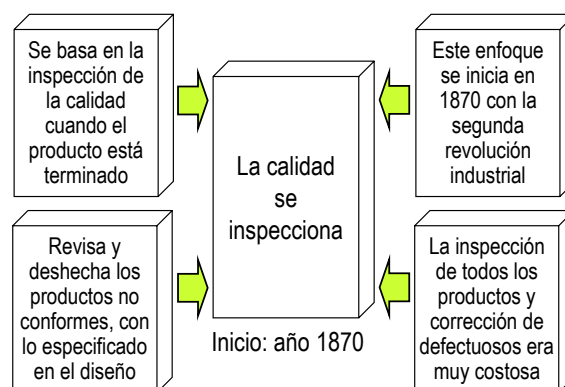 Se basa en la
inspección de
la calidad
cuando el
producto está
terminado
Este enfoque
se inicia en
1870 con la
segunda
revolución
industrial
La calidad
se
inspecciona
Revisa y
deshecha los
productos no
conformes, con
lo especificado
en el diseño
La inspección
de todos los
productos y
corrección de
defectuosos era
muy costosa
Inicio: año 1870